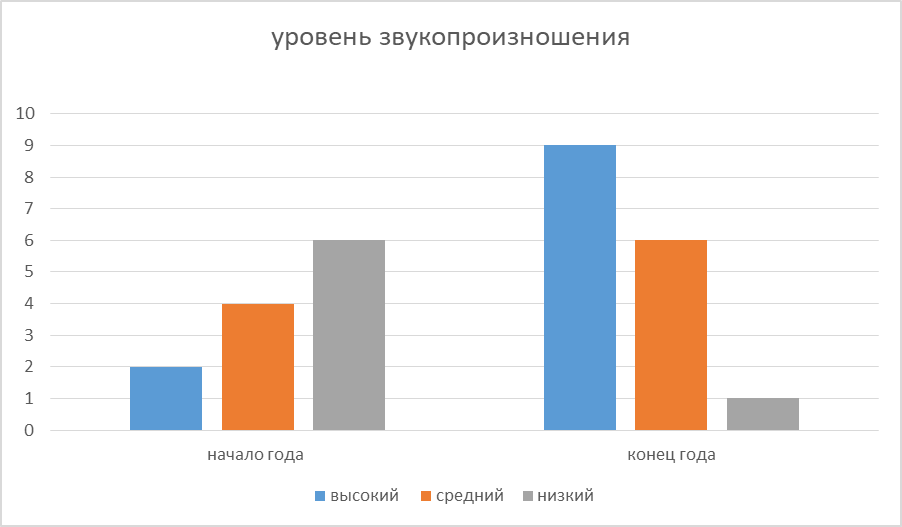 уровень звукопроизношения
10
9
8
7
6
5
4
3
2
1
0
начало года
конец года
высокий средний низкий